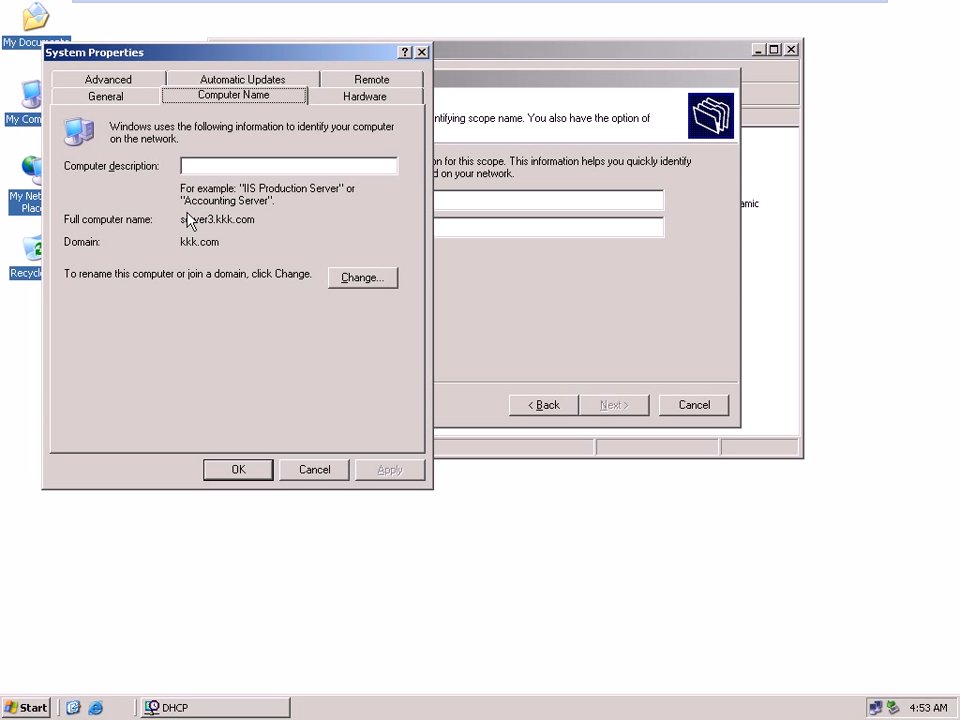 My Docum
My Com
My Net
Place
Recycle
System Properties
Advanced
Automatic Updates
Remote
General
Computer Name
Hardware
Windows uses the following information to identify your computer
on the network.
Computer description:
For example: "IIS Production Server" or
"Accounting Server".
Full computer name:
server3.kkk.com
Domain:
kkk.com
To rename this computer or join a domain, click Change.
Change...
OK
Cancel
Apply
ntifying scope name. You also have the option of
on for this scope. This information helps you quickly identify
d on your network.
amic
< Back
Next >
Cancel
Start
DHCP
4:53 AM